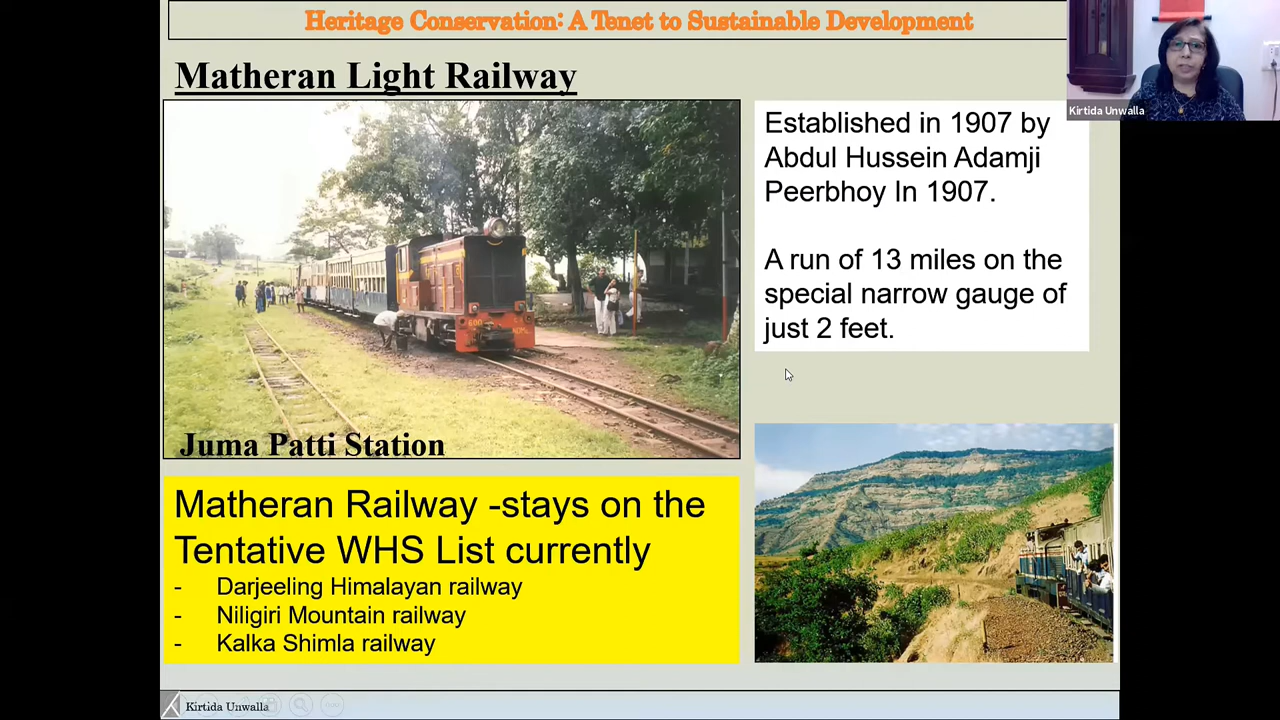 Heritage Conservation: A Tenet to Sustainable Development
Matheran Light Railway
Kirtida Unwalla
Established in 1907 by
Abdul Hussein Adamji
Peerbhoy In 1907.
A run of 13 miles on the
special narrow gauge of
just 2 feet.
Juma Patti Station
Matheran Railway -stays on the
Tentative WHS List currently
- Darjeeling Himalayan railway
- Niligiri Mountain railway
- Kalka Shimla railway
Kirtida Unwalla